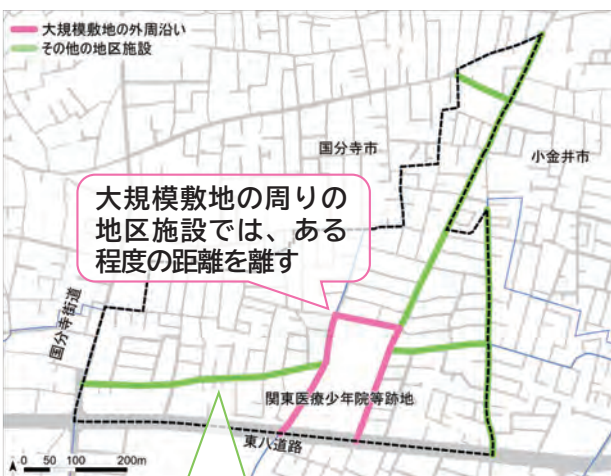 大規模敷地の外周沿い
その他の地区施設
国分寺市
小金井市
大規模敷地の周りの
地区施設では、ある
程度の距離を離す
国分寺街道
関東医療少年院等跡地
東八道路
0 50 100 200m